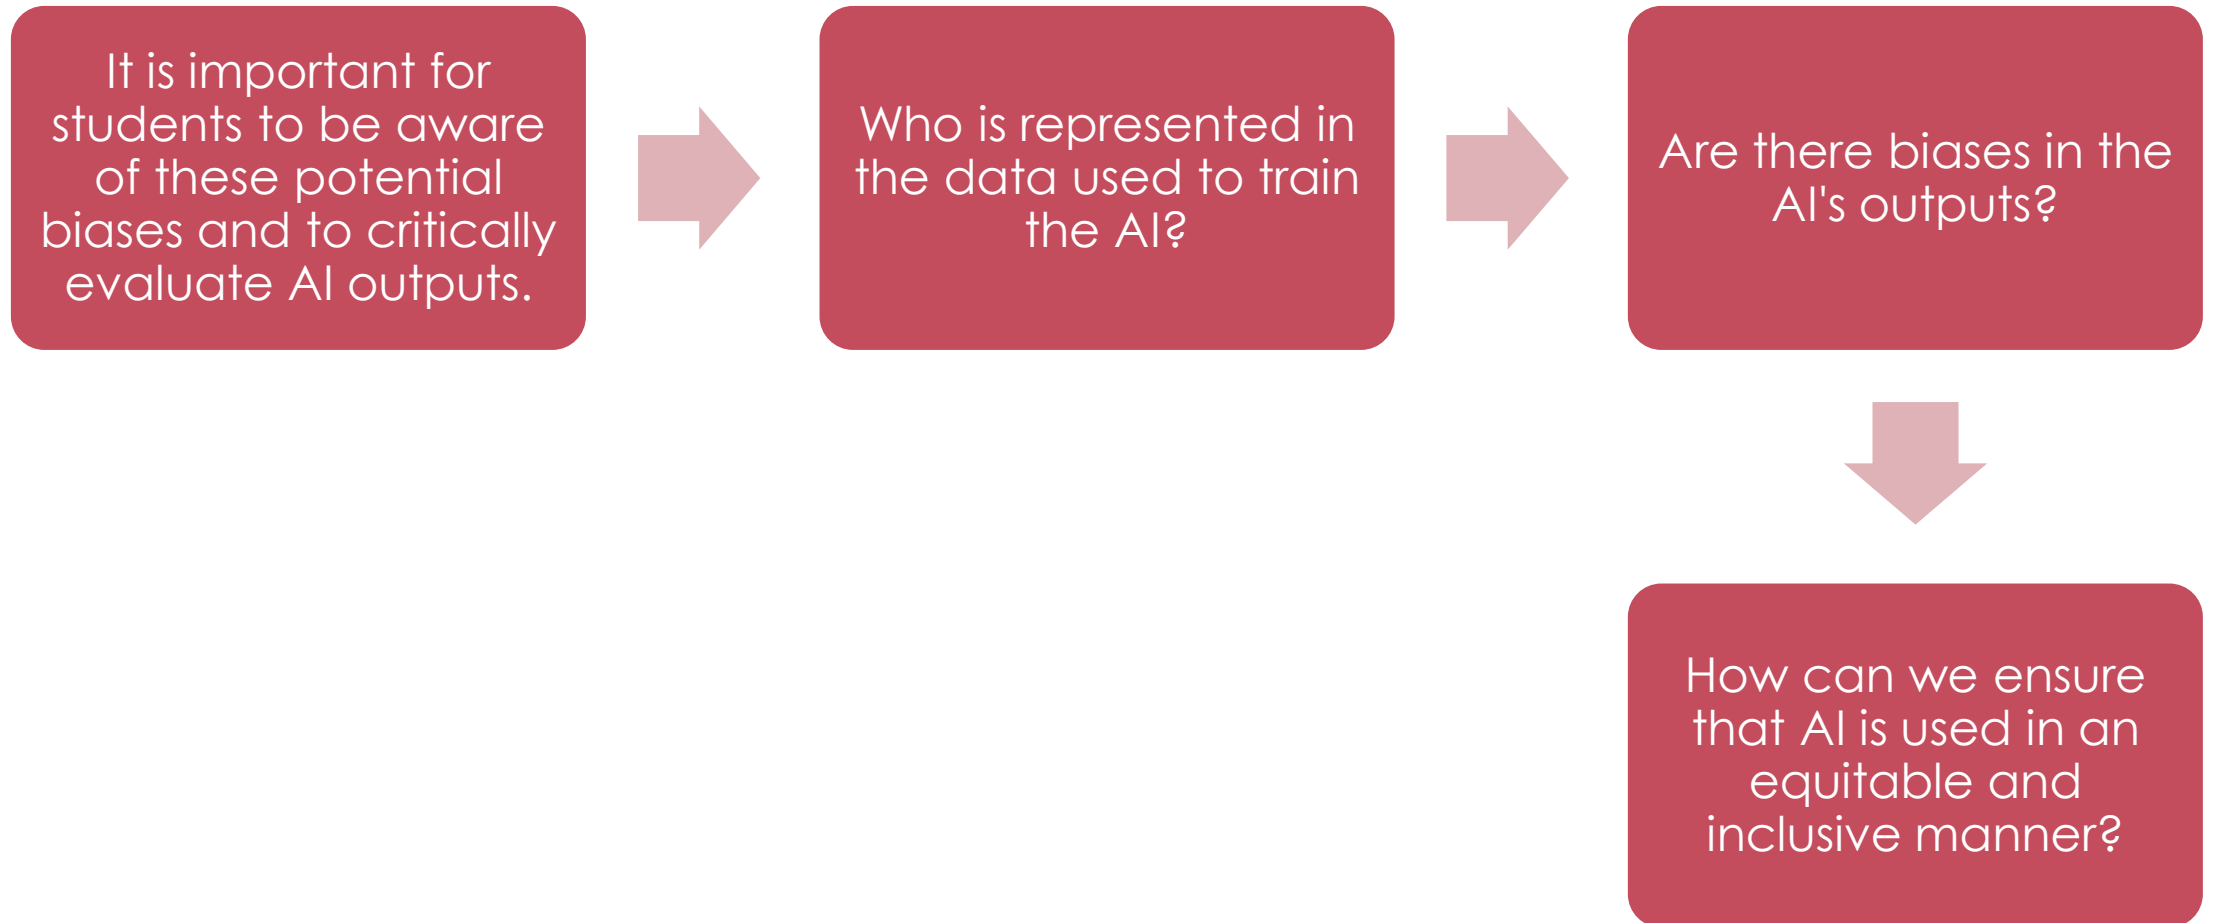 It is important for
students to be aware
of these potential
biases and to critically
evaluate AI outputs.
Who is represented in
the data used to train
the AI?
Are there biases in the
AI's outputs?
How can we ensure
that AI is used in an
equitable and
inclusive manner?